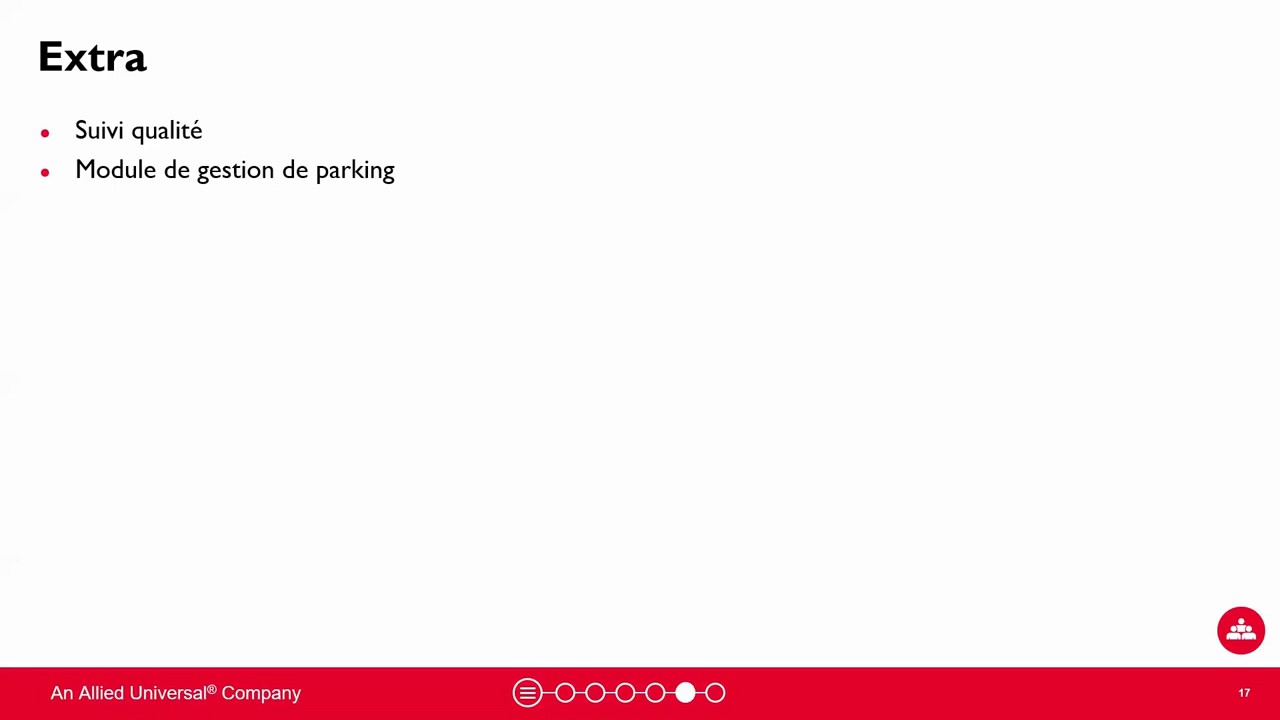 Extra
• Suivi qualité
• Module de gestion de parking
An Allied Universal® Company
17